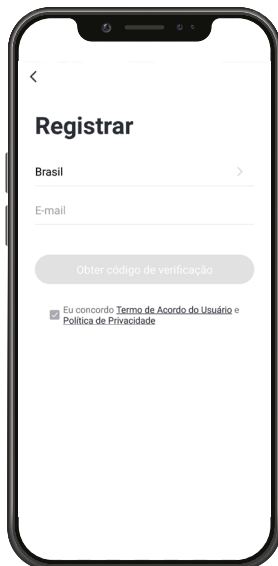 Registrar
Brasil
E-mail
Obter código de verificação
Eu concordo Termo de Acordo do Usuário e
Política de Privacidade